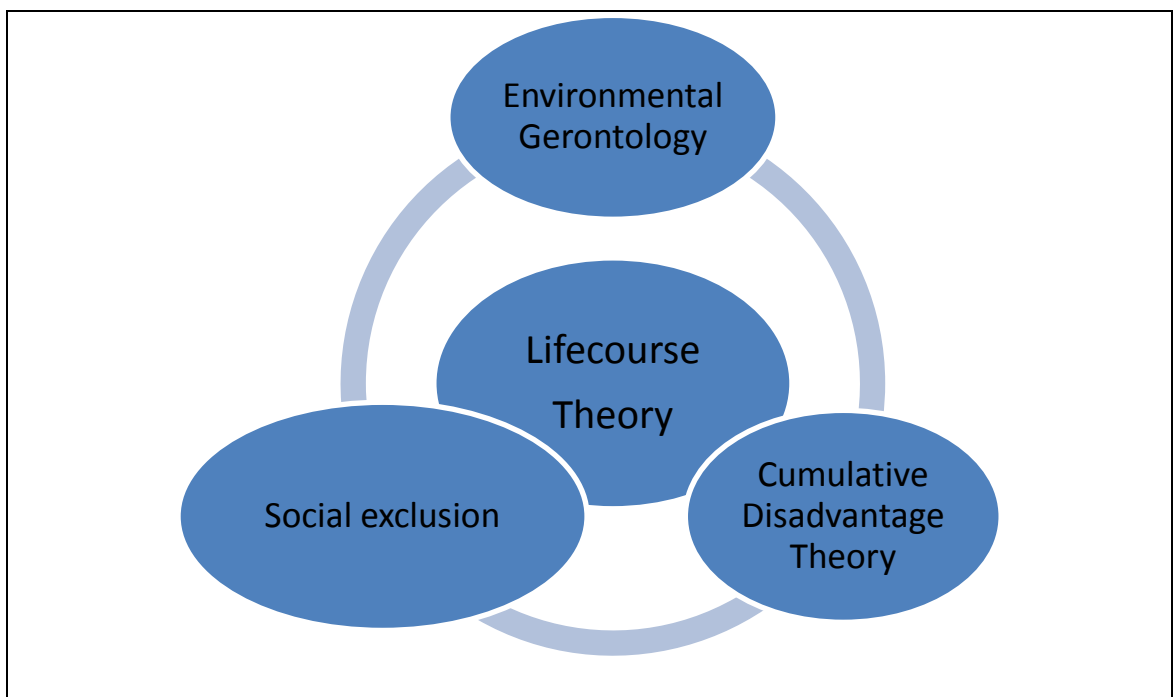 Environmental
Gerontology
Lifecourse
Theory
Social exclusion
Cumulative
Disadvantage
Theory